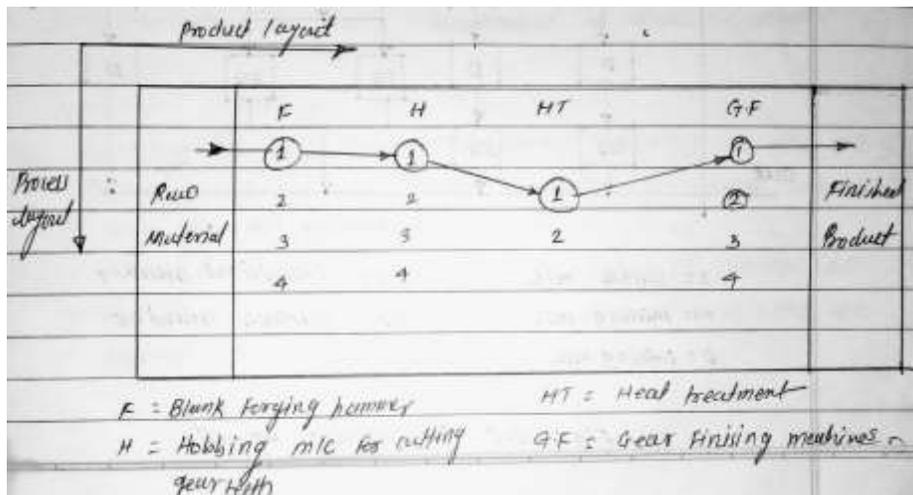 Product layout
F H HT G.F
1 1 1
Process 1
layout Raw 2 2 2 Finished
Material 3 3 2 3 Product
4 4 4
F = Blank Forging hammer HT = Heat treatment
H = Hobbing m/c for cutting G.F = Gear Finising machines
gear teeth